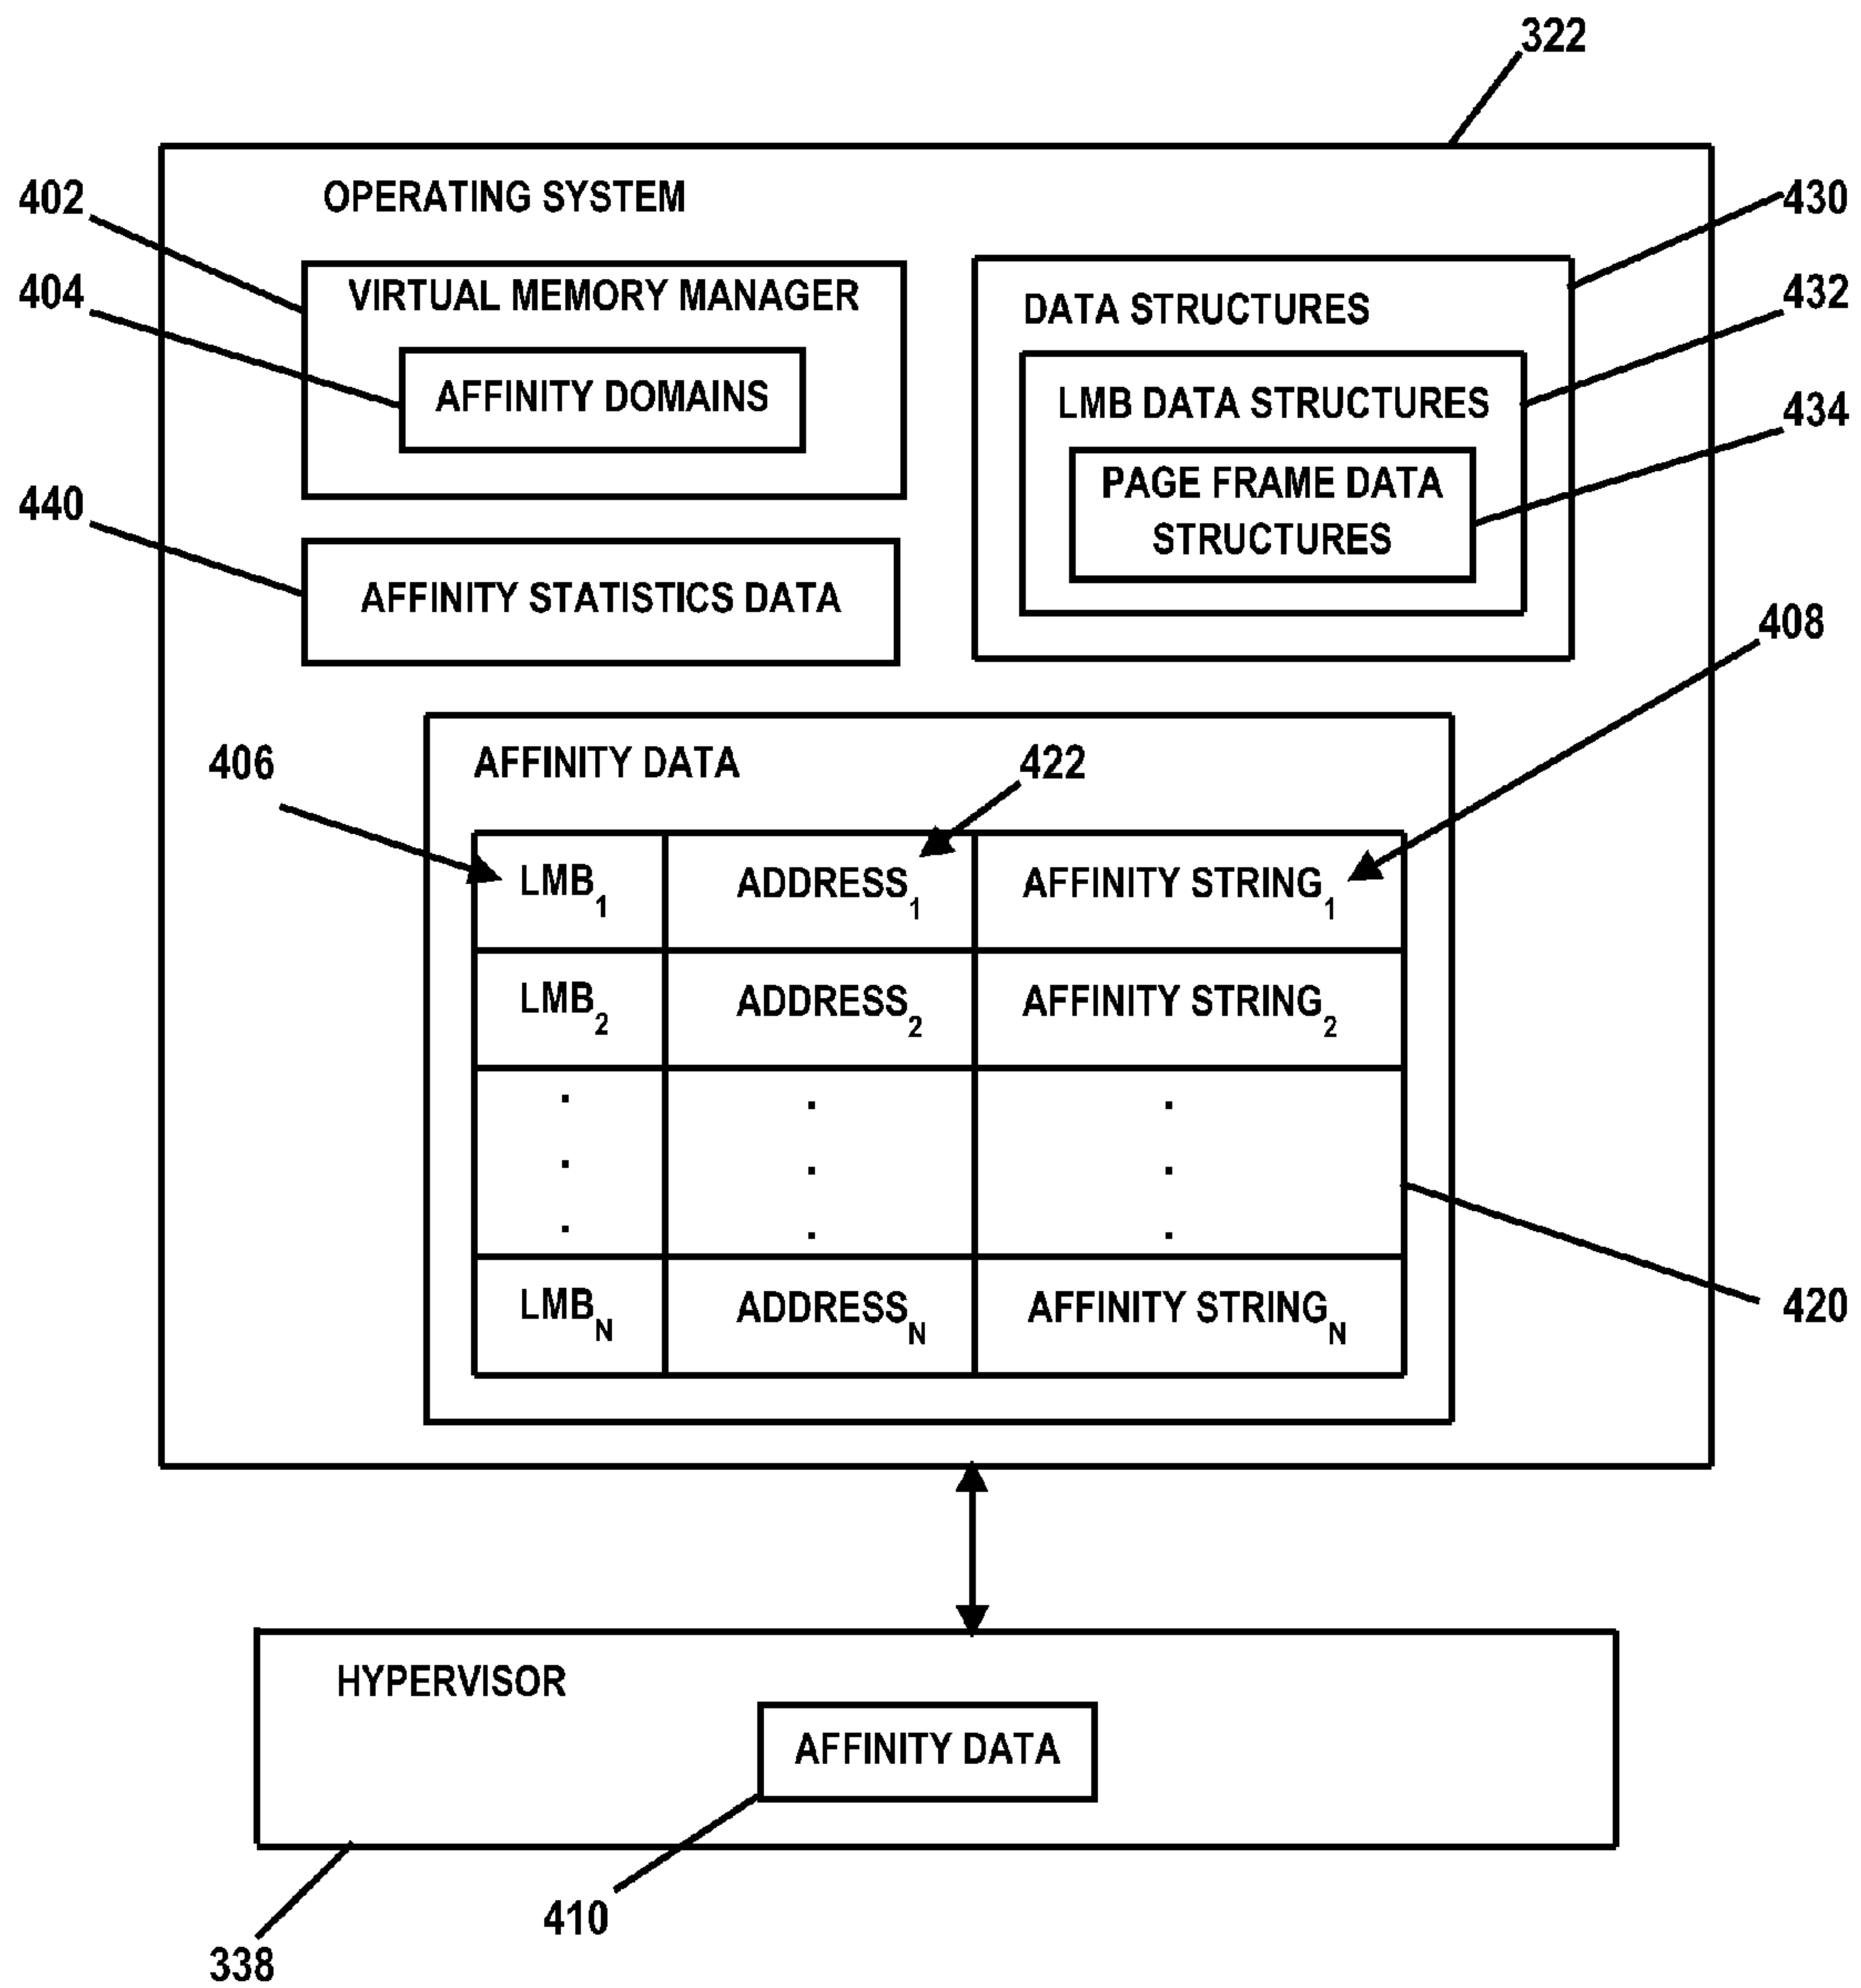 322
OPERATING SYSTEM
402
430
VIRTUAL MEMORY MANAGER
404
432
DATA STRUCTURES
AFFINITY DOMAINS
LMB DATA STRUCTURES
434
PAGE FRAME DATA
STRUCTURES
440
AFFINITY STATISTICS DATA
408
406
AFFINITY DATA
422
LMB1 ADDRESS1 AFFINITY STRING1
LMB2 ADDRESS2 AFFINITY STRING2
. . .
. . .
. . .
LMBN ADDRESSN AFFINITY STRINGN
420
HYPERVISOR
AFFINITY DATA
410
338